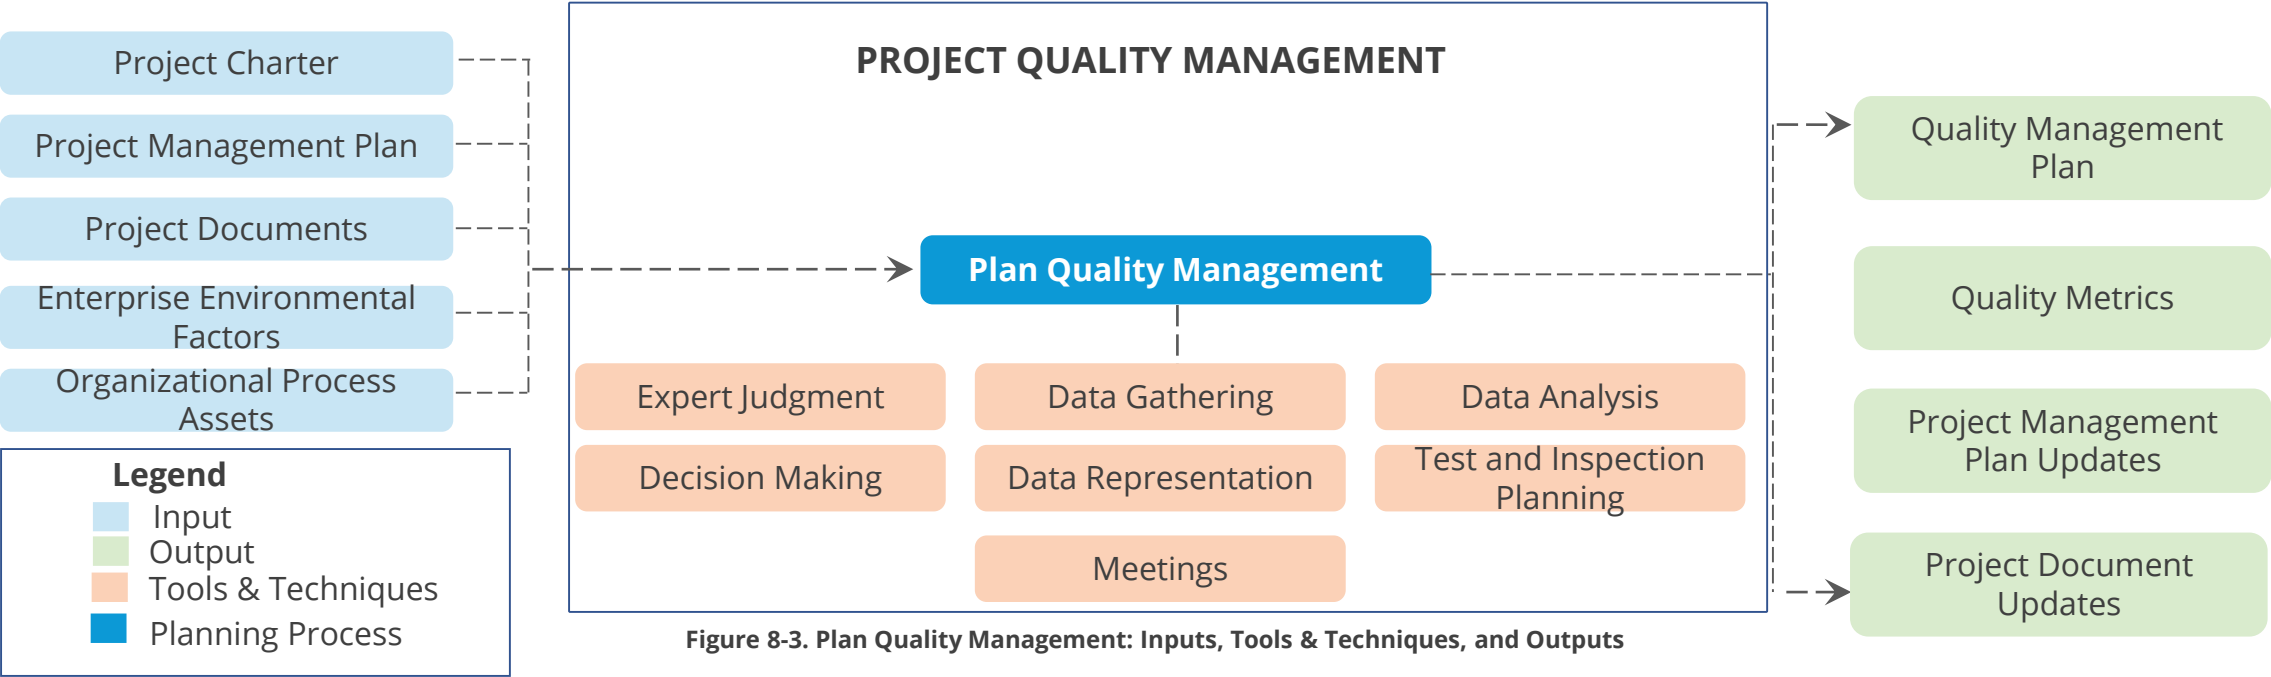 Project Charter
Project Management Plan
Project Documents
Enterprise Environmental
Factors
Organizational Process
Assets
Legend
Input
Output
Tools & Techniques
Planning Process
PROJECT QUALITY MANAGEMENT
Plan Quality Management
Expert Judgment
Data Gathering
Data Analysis
Decision Making
Data Representation
Test and Inspection
Planning
Meetings
Figure 8-3. Plan Quality Management: Inputs, Tools & Techniques, and Outputs
Quality Management
Plan
Quality Metrics
Project Management
Plan Updates
Project Document
Updates